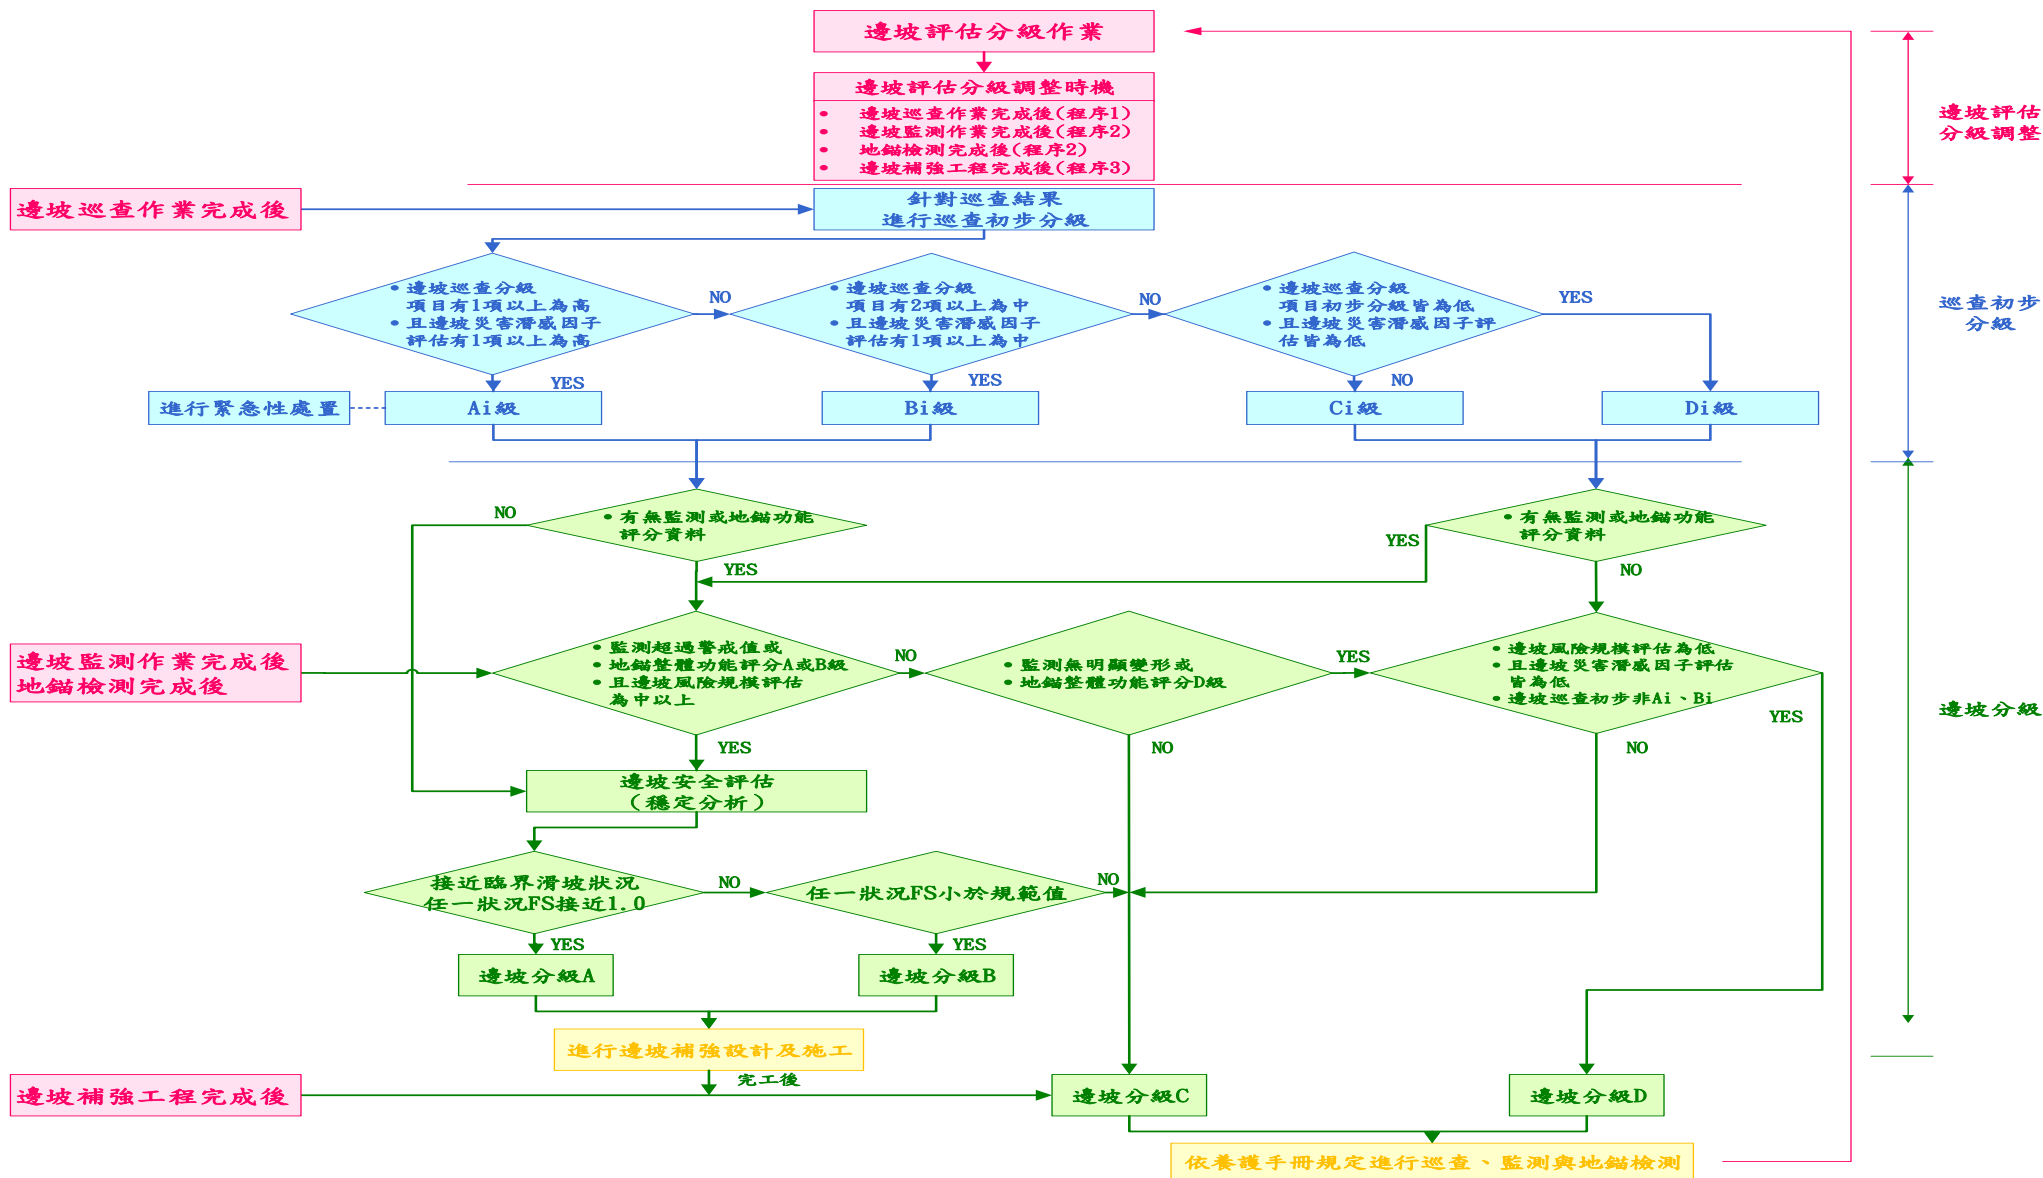 邊坡評估分級作業
邊坡評估分級調整時機
• 邊坡巡查作業完成後(程序1)
• 邊坡監測作業完成後(程序2)
• 地錨檢測完成後(程序2)
• 邊坡補強工程完成後(程序3)
邊坡評估
分級調整
邊坡巡查作業完成後
針對巡查結果
進行巡查初步分級
• 邊坡巡查分級
項目有1項以上為高
• 且邊坡災害潛感因子
評估有1項以上為高
NO
• 邊坡巡查分級
項目有2項以上為中
• 且邊坡災害潛感因子
評估有1項以上為中
NO
• 邊坡巡查分級
項目初步分級皆為低
• 且邊坡災害潛感因子評
估皆為低
YES
巡查初步
分級
YES
YES
NO
進行緊急性處置
Ai級
Bi級
Ci級
Di級
NO
• 有無監測或地錨功能
評分資料
YES
YES
• 有無監測或地錨功能
評分資料
NO
邊坡監測作業完成後
地錨檢測完成後
• 監測超過警戒值或
• 地錨整體功能評分A或B級
• 且邊坡風險規模評估
為中以上
NO
• 監測無明顯變形或
• 地錨整體功能評分D級
YES
• 邊坡風險規模評估為低
• 且邊坡災害潛感因子評估
皆為低
• 邊坡巡查初步非Ai、Bi
YES
邊坡分級
YES
NO
NO
邊坡安全評估
(穩定分析)
接近臨界滑坡狀況
任一狀況FS接近1.0
NO
任一狀況FS小於規範值
NO
YES
YES
邊坡分級A
邊坡分級B
進行邊坡補強設計及施工
完工後
邊坡補強工程完成後
邊坡分級C
邊坡分級D
依養護手冊規定進行巡查、監測與地錨檢測